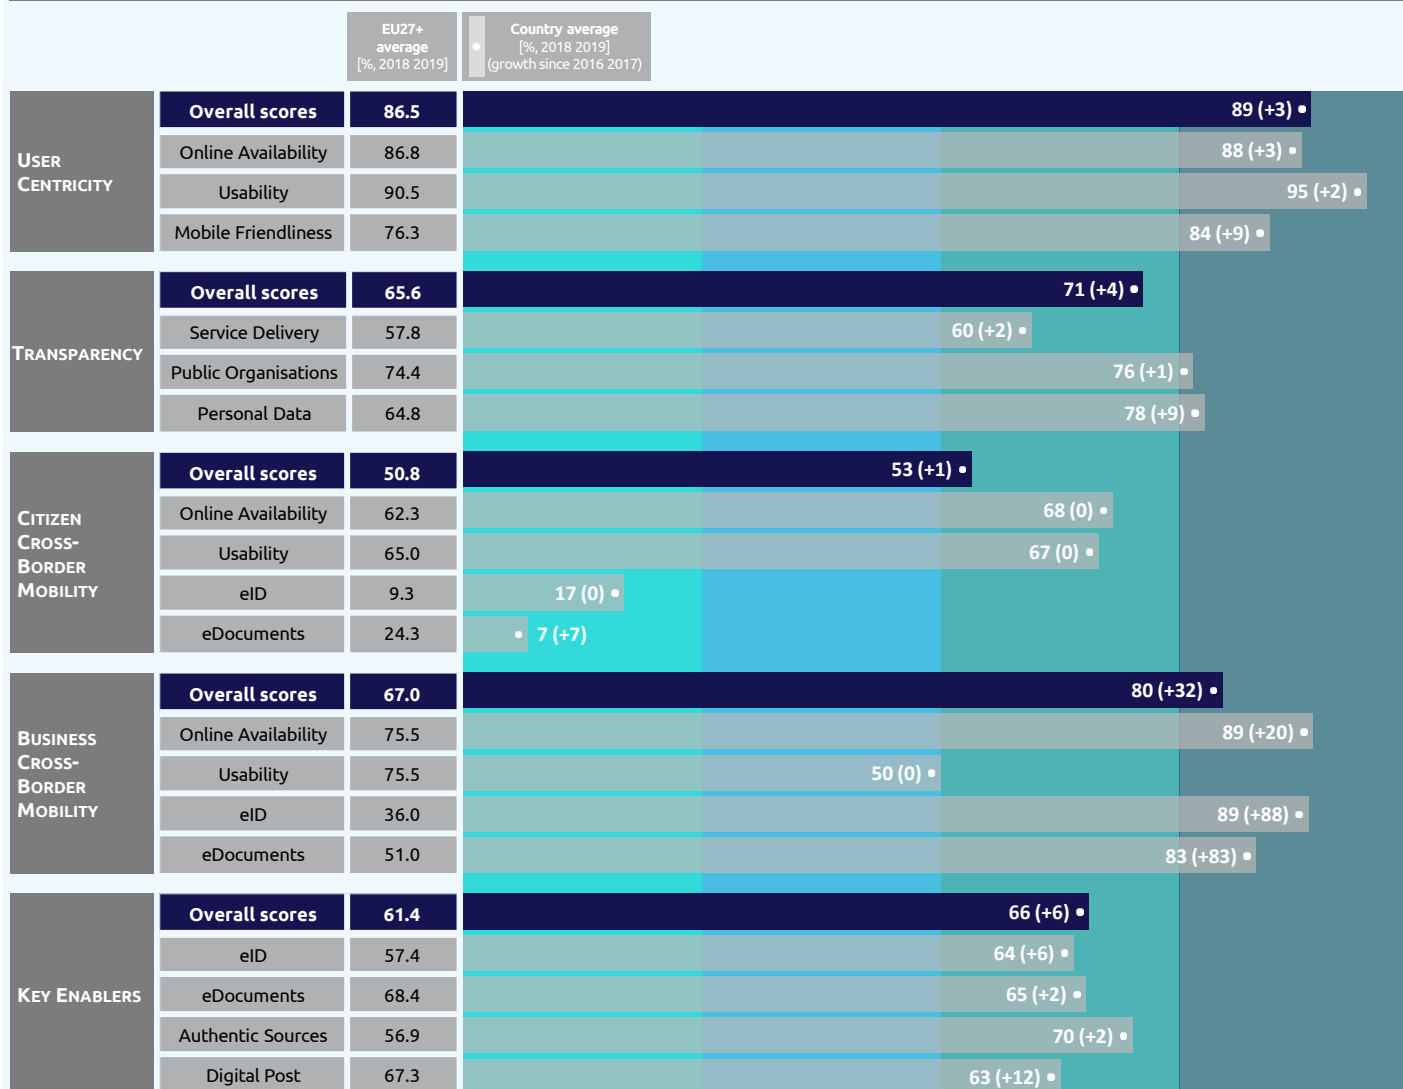 EU27+
average
[%, 2018 2019]
Country average
[%, 2018 2019]
(growth since 2016 2017)
USER
CENTRICITY
Overall scores 86.5 89 (+3)
Online Availability 86.8 88 (+3)
Usability 90.5 95 (+2)
Mobile Friendliness 76.3 84 (+9)
TRANSPARENCY
Overall scores 65.6 71 (+4)
Service Delivery 57.8 60 (+2)
Public Organisations 74.4 76 (+1)
Personal Data 64.8 78 (+9)
CITIZEN
CROSS-
BORDER
MOBILITY
Overall scores 50.8 53 (+1)
Online Availability 62.3 68 (0)
Usability 65.0 67 (0)
eID 9.3 17 (0)
eDocuments 24.3 7 (+7)
BUSINESS
CROSS-
BORDER
MOBILITY
Overall scores 67.0 80 (+32)
Online Availability 75.5 89 (+20)
Usability 75.5 50 (0)
eID 36.0 89 (+88)
eDocuments 51.0 83 (+83)
KEY ENABLERS
Overall scores 61.4 66 (+6)
eID 57.4 64 (+6)
eDocuments 68.4 65 (+2)
Authentic Sources 56.9 70 (+2)
Digital Post 67.3 63 (+12)